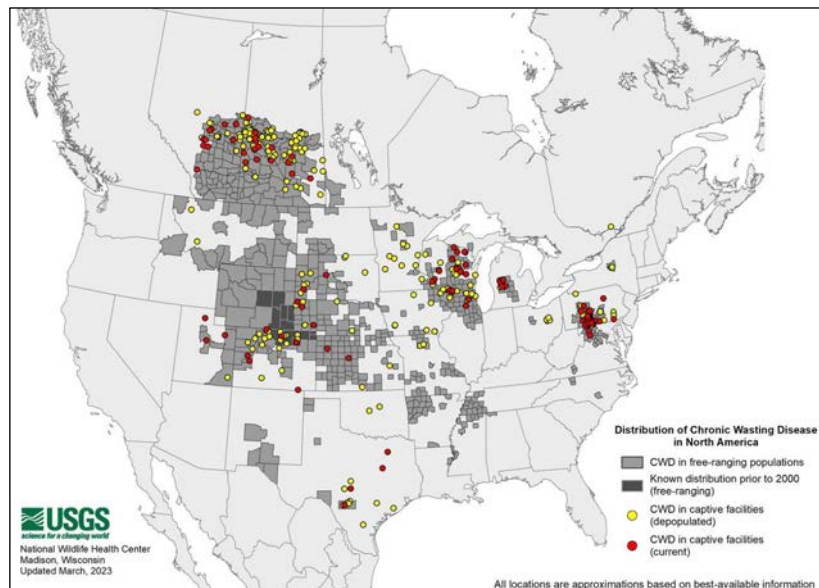 Distribution of Chronic Wasting Disease
in North America
CWD in free-ranging populations
Known distribution prior to 2000
(free-ranging)
CWD in captive facilities
(depopulated)
CWD in captive facilities
(current)
USGS
science for a changing world
National Wildlife Health Center
Madison, Wisconsin
Updated March, 2023
All locations are approximations based on best-available information